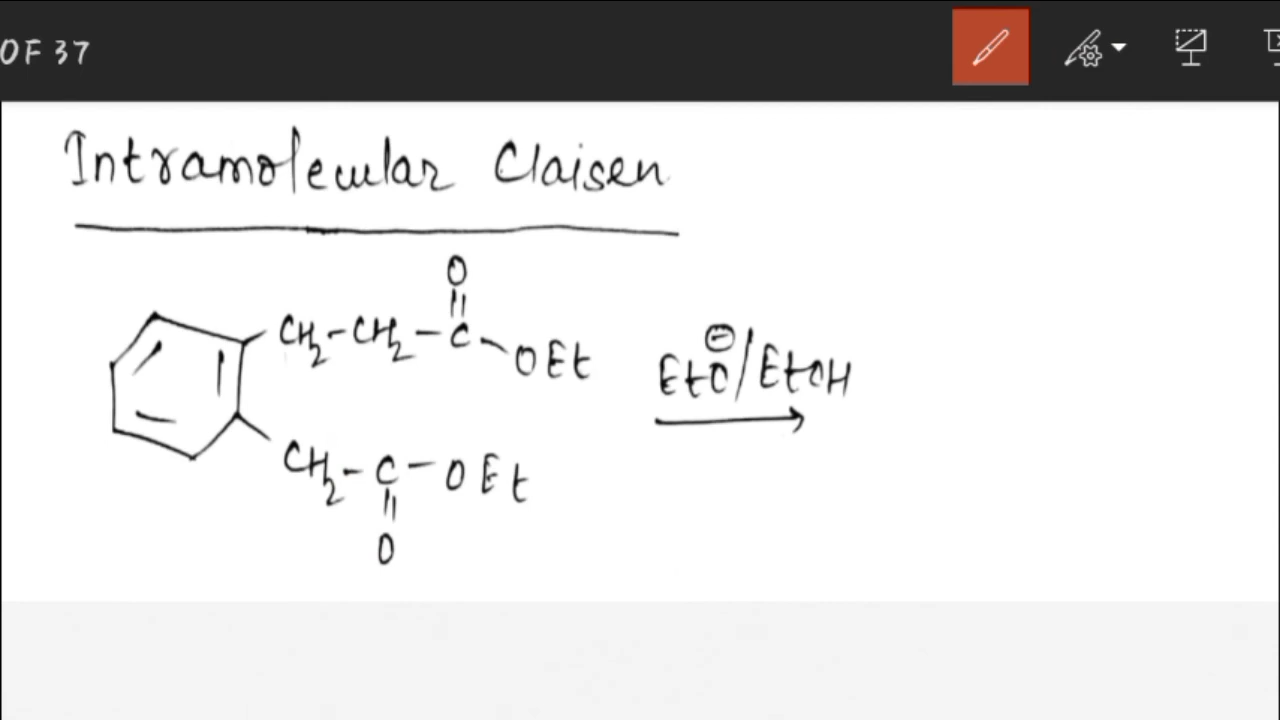 OF 37
Intramolecular Claisen
O
||
CH2-CH2-C-OEt
EtO⊖/EtOH
CH2-C-OEt
||
O